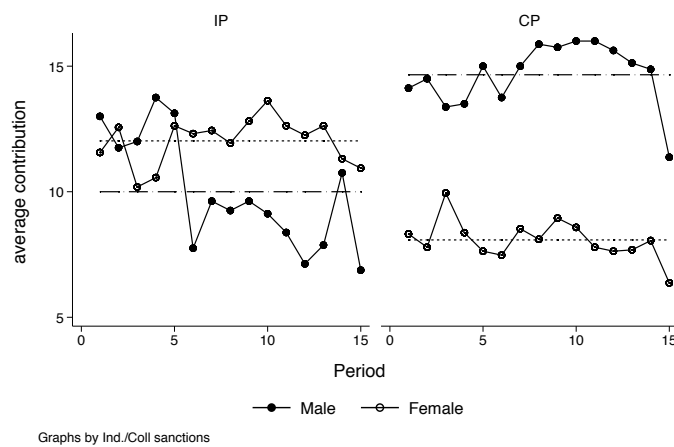 IP CP
15
10
5
average contribution
0 5 10 15 0 5 10 15
Period
Male Female
Graphs by Ind./Coll sanctions